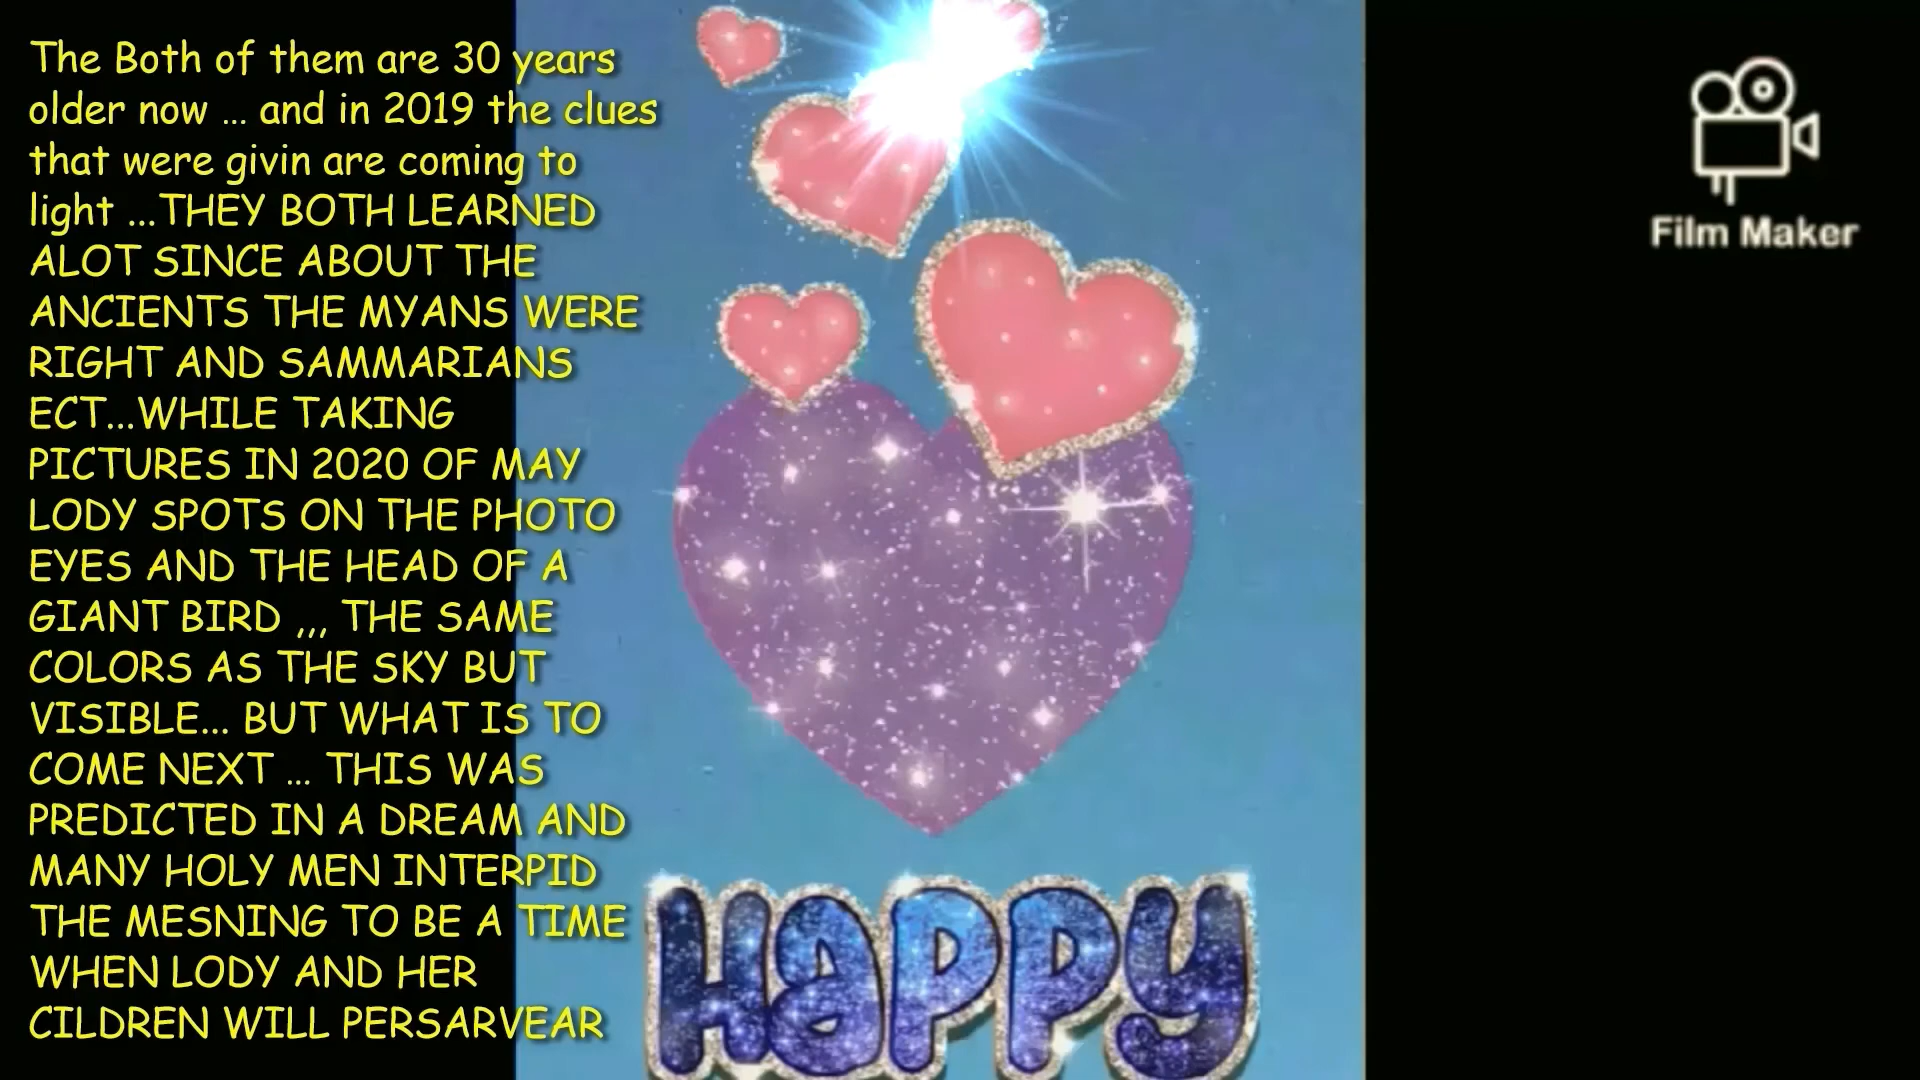 The Both of them are 30 years
older now ... and in 2019 the clues
that were givin are coming to
light ...THEY BOTH LEARNED
ALOT SINCE ABOUT THE
ANCIENTS THE MYANS WERE
RIGHT AND SAMMARIANS
ECT...WHILE TAKING
PICTURES IN 2020 OF MAY
LODY SPOTS ON THE PHOTO
EYES AND THE HEAD OF A
GIANT BIRD ,,, THE SAME
COLORS AS THE SKY BUT
VISIBLE... BUT WHAT IS TO
COME NEXT ... THIS WAS
PREDICTED IN A DREAM AND
MANY HOLY MEN INTERPID
THE MESNING TO BE A TIME
WHEN LODY AND HER
CILDREN WILL PERSARVEAR
HaPPy
Film Maker